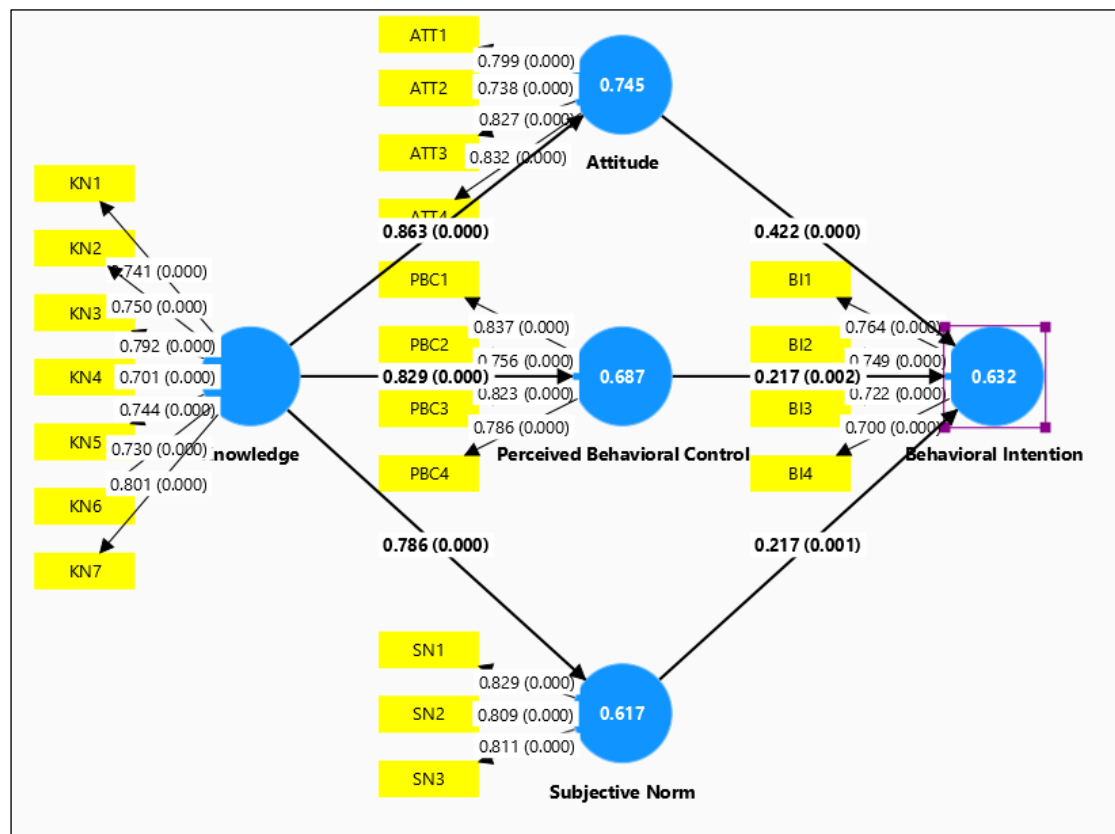 ATT1
0.799 (0.000)
ATT2
0.738 (0.000)
0.745
0.827 (0.000)
ATT3
0.832 (0.000)
Attitude
ATT4
KN1
0.863 (0.000)
0.422 (0.000)
KN2
0.741 (0.000)
PBC1
BI1
0.750 (0.000)
KN3
0.837 (0.000)
0.764 (0.000)
0.792 (0.000)
PBC2
BI2
0.756 (0.000)
0.749 (0.000)
KN4
0.701 (0.000)
0.829 (0.000)
0.687
0.217 (0.002)
0.632
0.823 (0.000)
0.722 (0.000)
0.744 (0.000)
PBC3
BI3
0.786 (0.000)
0.700 (0.000)
KN5
0.730 (0.000)
nowledge
Perceived Behavioral Control
Behavioral Intention
PBC4
BI4
0.801 (0.000)
KN6
0.786 (0.000)
0.217 (0.001)
KN7
SN1
0.829 (0.000)
SN2
0.809 (0.000)
0.617
0.811 (0.000)
SN3
Subjective Norm